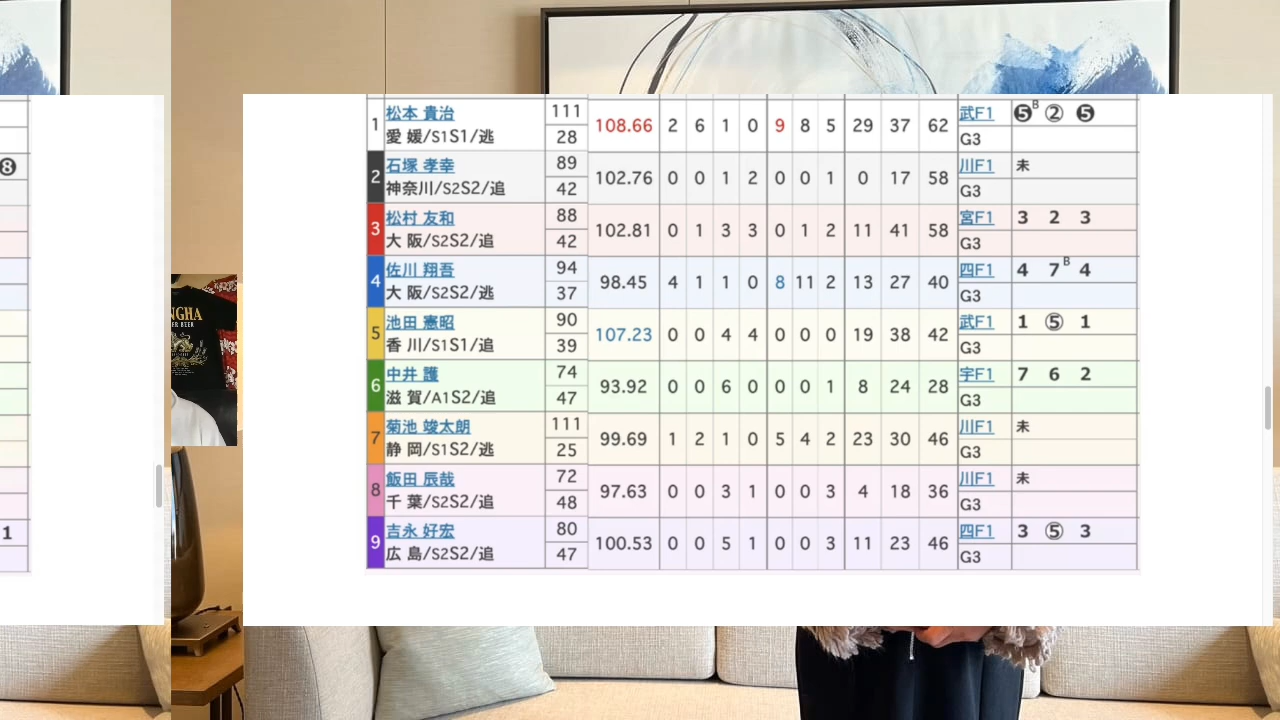 8
1
NGHA
ER BEER
1 松本 貴治 111 108.66 2 6 1 0 9 8 5 29 37 62 武F1 ❺B ② ❺
愛 媛/S1S1/逃 28 G3
2 石塚 孝幸 89 102.76 0 0 1 2 0 0 1 0 17 58 川F1 未
神奈川/S2S2/追 42 G3
3 松村 友和 88 102.81 0 1 3 3 0 1 2 11 41 58 宮F1 3 2 3
大 阪/S2S2/追 42 G3
4 佐川 翔吾 94 98.45 4 1 1 0 8 11 2 13 27 40 四F1 4 7B 4
大 阪/S2S2/逃 37 G3
5 池田 憲昭 90 107.23 0 0 4 4 0 0 0 19 38 42 武F1 1 ⑤ 1
香 川/S1S1/追 39 G3
6 中井 護 74 93.92 0 0 6 0 0 0 1 8 24 28 宇F1 7 6 2
滋 賀/A1S2/追 47 G3
7 菊池 竣太朗 111 99.69 1 2 1 0 5 4 2 23 30 46 川F1 未
静 岡/S1S2/逃 25 G3
8 飯田 辰哉 72 97.63 0 0 3 1 0 0 3 4 18 36 川F1 未
千 葉/S2S2/追 48 G3
9 吉永 好宏 80 100.53 0 0 5 1 0 0 3 11 23 46 四F1 3 ⑤ 3
広 島/S2S2/追 47 G3